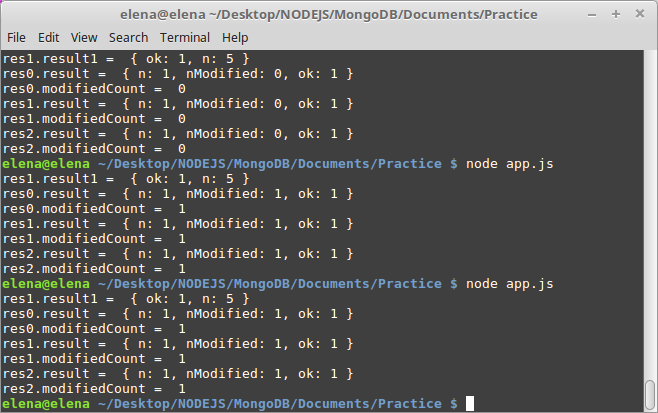 elena@elena ~/Desktop/NODEJS/MongoDB/Documents/Practice
File Edit View Search Terminal Help
res1.result1 =  { ok: 1, n: 5 }
res0.result =  { n: 1, nModified: 0, ok: 1 }
res0.modifiedCount =  0
res1.result =  { n: 1, nModified: 0, ok: 1 }
res1.modifiedCount =  0
res2.result =  { n: 1, nModified: 0, ok: 1 }
res2.modifiedCount =  0
elena@elena ~/Desktop/NODEJS/MongoDB/Documents/Practice $ node app.js
res1.result1 =  { ok: 1, n: 5 }
res0.result =  { n: 1, nModified: 1, ok: 1 }
res0.modifiedCount =  1
res1.result =  { n: 1, nModified: 1, ok: 1 }
res1.modifiedCount =  1
res2.result =  { n: 1, nModified: 1, ok: 1 }
res2.modifiedCount =  1
elena@elena ~/Desktop/NODEJS/MongoDB/Documents/Practice $ node app.js
res1.result1 =  { ok: 1, n: 5 }
res0.result =  { n: 1, nModified: 1, ok: 1 }
res0.modifiedCount =  1
res1.result =  { n: 1, nModified: 1, ok: 1 }
res1.modifiedCount =  1
res2.result =  { n: 1, nModified: 1, ok: 1 }
res2.modifiedCount =  1
elena@elena ~/Desktop/NODEJS/MongoDB/Documents/Practice $